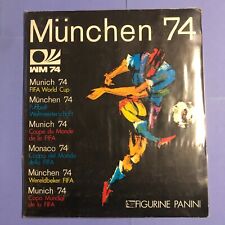 München 74
WM 74
Munich 74
FIFA World Cup
München 74
Fußball
Weltmeisterschaft
Munich 74
Coupe du Monde
de la FIFA
Monaco 74
Coppa del Mondo
della FIFA
München 74
Wereldbeker FIFA
Munich 74
Copa Mundial
de la FIFA
FIGURINE PANINI